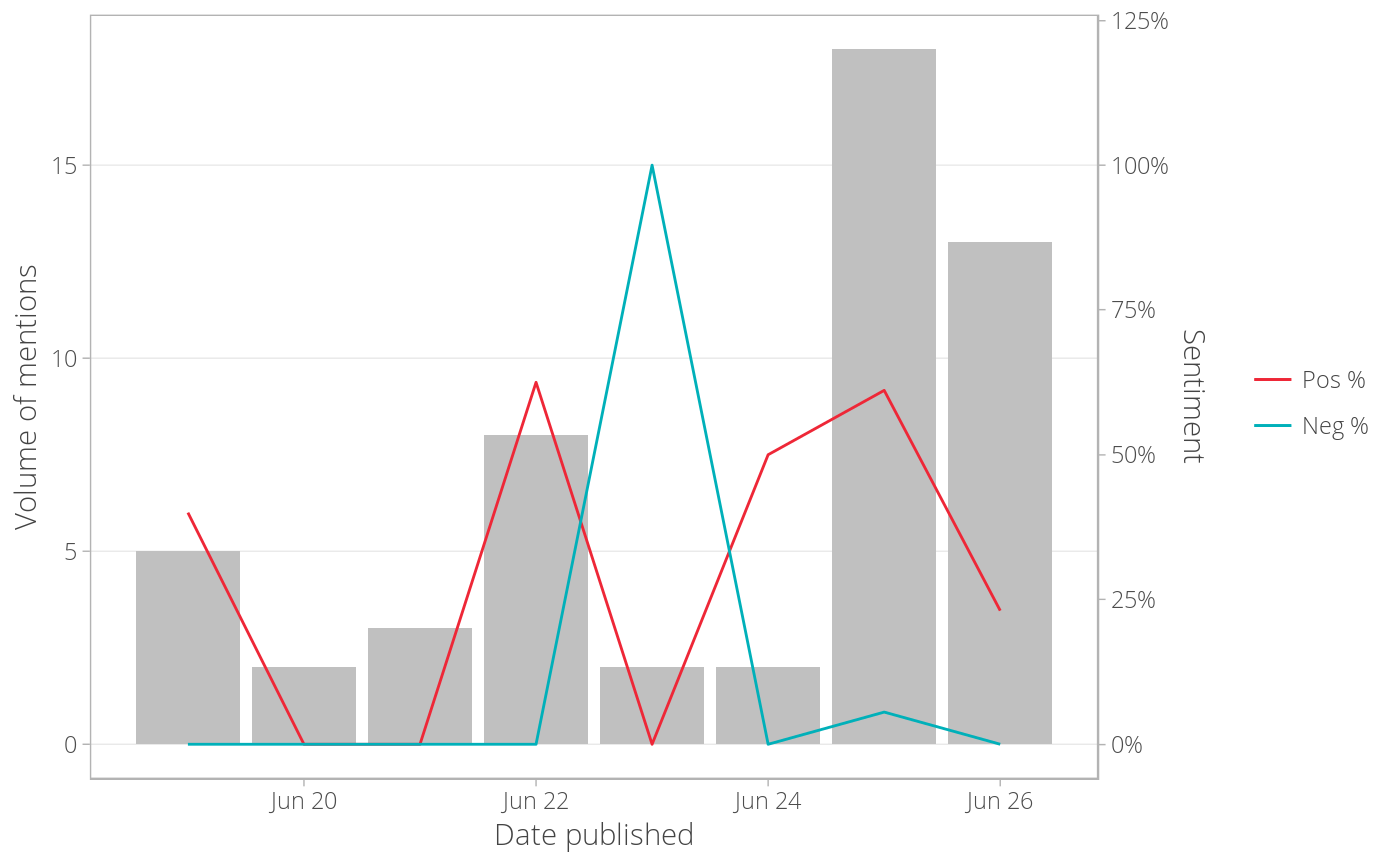 125%
100%
75%
50%
25%
0%
15
10
5
0
Volume of mentions
Sentiment
Pos %
Neg %
Jun 20
Jun 22
Jun 24
Jun 26
Date published